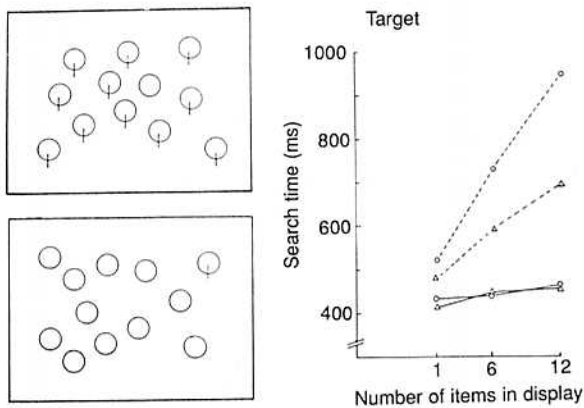 Target
1000
800
600
400
Search time (ms)
1 6 12
Number of items in display